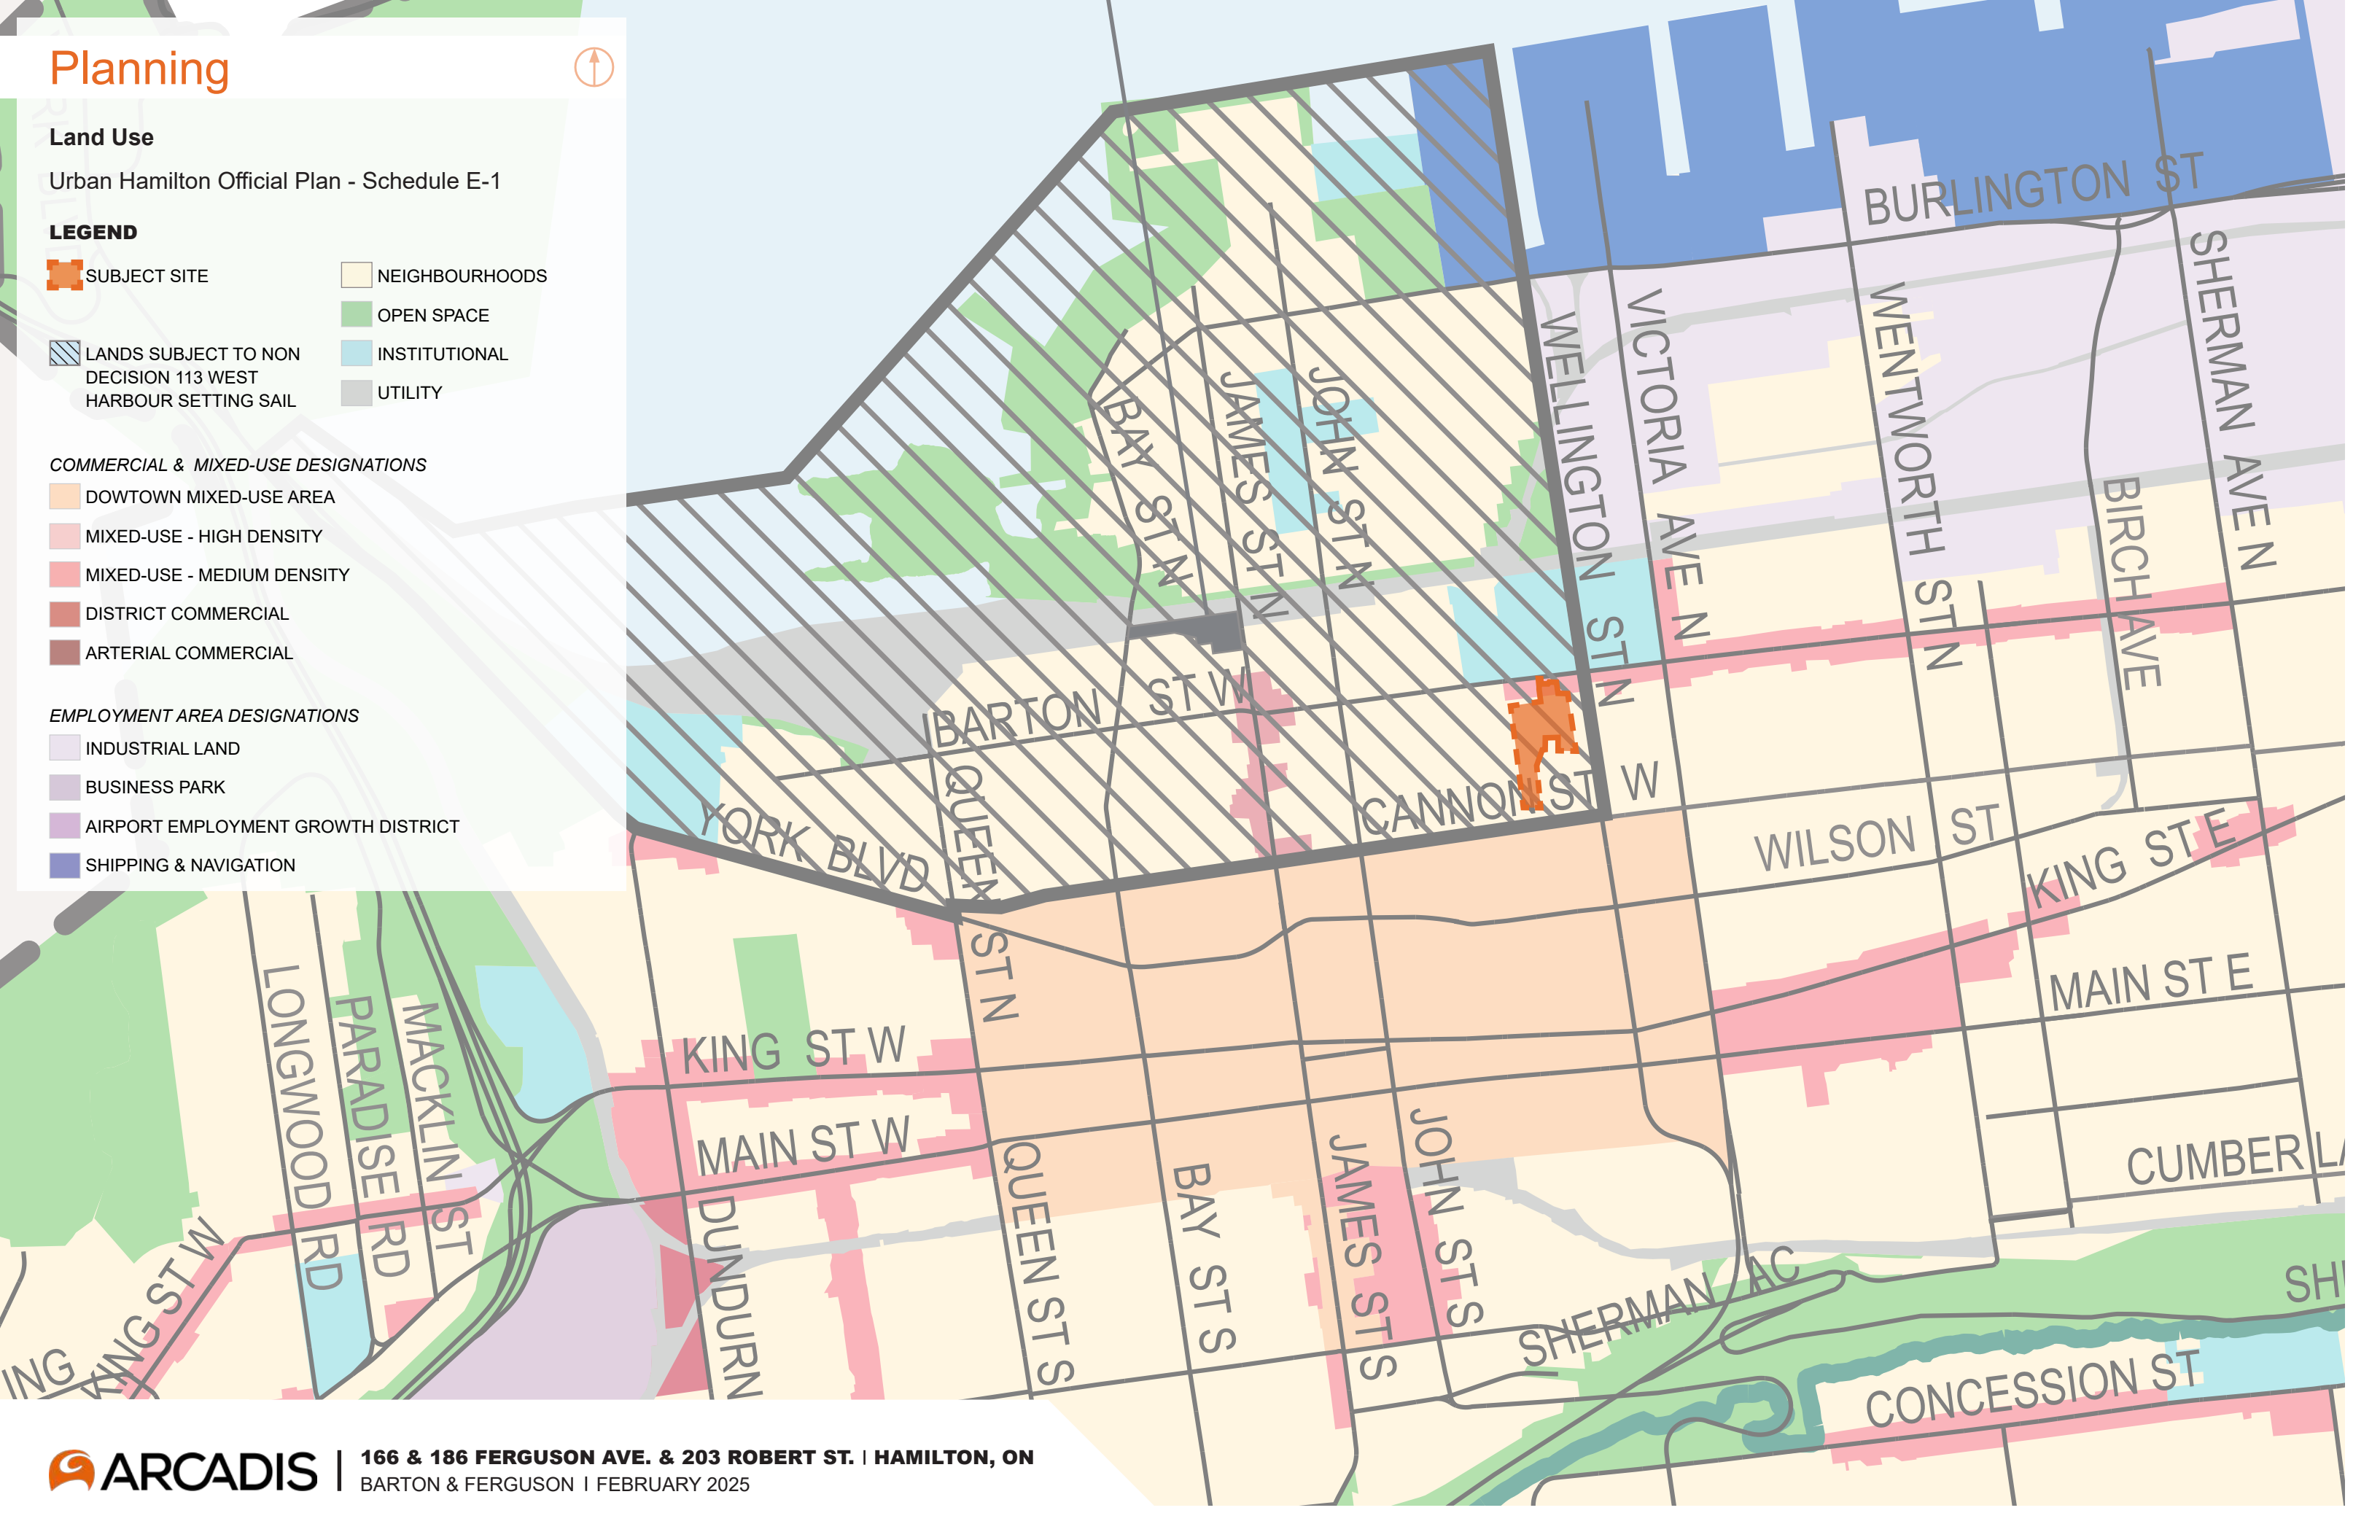 Planning
Land Use
Urban Hamilton Official Plan - Schedule E-1
LEGEND
SUBJECT SITE
LANDS SUBJECT TO NON
DECISION 113 WEST
HARBOUR SETTING SAIL
NEIGHBOURHOODS
OPEN SPACE
INSTITUTIONAL
UTILITY
COMMERCIAL & MIXED-USE DESIGNATIONS
DOWTOWN MIXED-USE AREA
MIXED-USE - HIGH DENSITY
MIXED-USE - MEDIUM DENSITY
DISTRICT COMMERCIAL
ARTERIAL COMMERCIAL
EMPLOYMENT AREA DESIGNATIONS
INDUSTRIAL LAND
BUSINESS PARK
AIRPORT EMPLOYMENT GROWTH DISTRICT
SHIPPING & NAVIGATION
BURLINGTON ST
SHERMAN AVE N
WENTWORTH ST N
VICTORIA AVE N
WELLINGTON ST N
BIRCH AVE
BAY ST N
JAMES ST N
JOHN ST N
BARTON ST W
CANNON ST W
YORK BLVD
QUEEN ST N
WILSON ST
KING ST E
MAIN ST E
KING ST W
MAIN ST W
LONGWOOD RD
PARADISE RD
MACKLIN ST
KING ST W
ING
DUNDURN
QUEEN ST S
BAY ST S
JAMES ST S
JOHN ST S
CUMBERLA
SHERMAN AC
SH
CONCESSION ST
ARCADIS
166 & 186 FERGUSON AVE. & 203 ROBERT ST. | HAMILTON, ON
BARTON & FERGUSON | FEBRUARY 2025